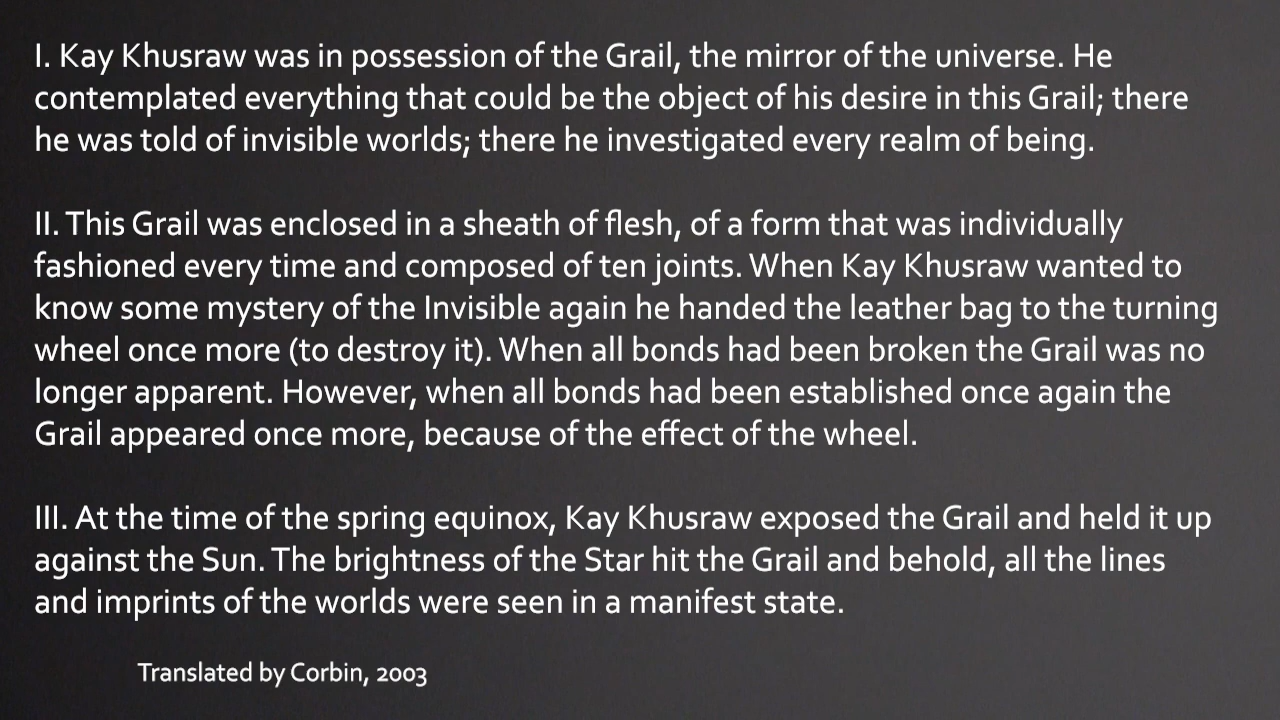 I. Kay Khusraw was in possession of the Grail, the mirror of the universe. He
contemplated everything that could be the object of his desire in this Grail; there
he was told of invisible worlds; there he investigated every realm of being.
II. This Grail was enclosed in a sheath of flesh, of a form that was individually
fashioned every time and composed of ten joints. When Kay Khusraw wanted to
know some mystery of the Invisible again he handed the leather bag to the turning
wheel once more (to destroy it). When all bonds had been broken the Grail was no
longer apparent. However, when all bonds had been established once again the
Grail appeared once more, because of the effect of the wheel.
III. At the time of the spring equinox, Kay Khusraw exposed the Grail and held it up
against the Sun. The brightness of the Star hit the Grail and behold, all the lines
and imprints of the worlds were seen in a manifest state.
Translated by Corbin, 2003